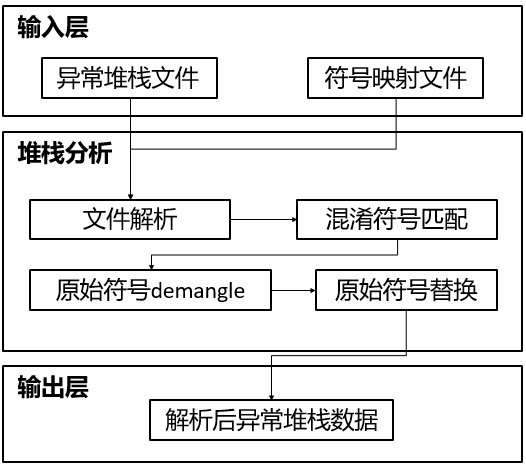 输入层
异常堆栈文件
符号映射文件
堆栈分析
文件解析
混淆符号匹配
原始符号demangle
原始符号替换
输出层
解析后异常堆栈数据